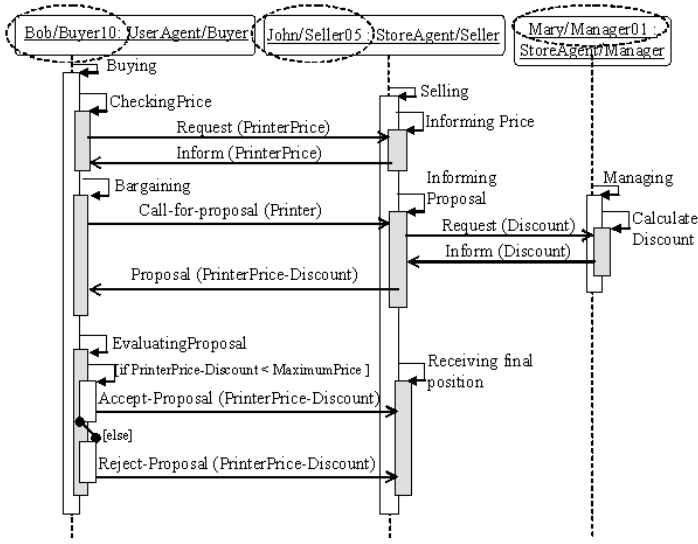 Bob/Buyer10: UserAgent/Buyer
John/Seller05 : StoreAgent/Seller
Mary/Manager01 :
StoreAgent/Manager
Buying
Selling
CheckingPrice
Informing Price
Request (PrinterPrice)
Inform (PrinterPrice)
Bargaining
Informing
Proposal
Managing
Call-for-proposal (Printer)
Request (Discount)
Calculate
Discount
Inform (Discount)
Proposal (PrinterPrice-Discount)
EvaluatingProposal
[if PrinterPrice-Discount < MaximumPrice ]
Receiving final
position
Accept-Proposal (PrinterPrice-Discount)
[else]
Reject-Proposal (PrinterPrice-Discount)